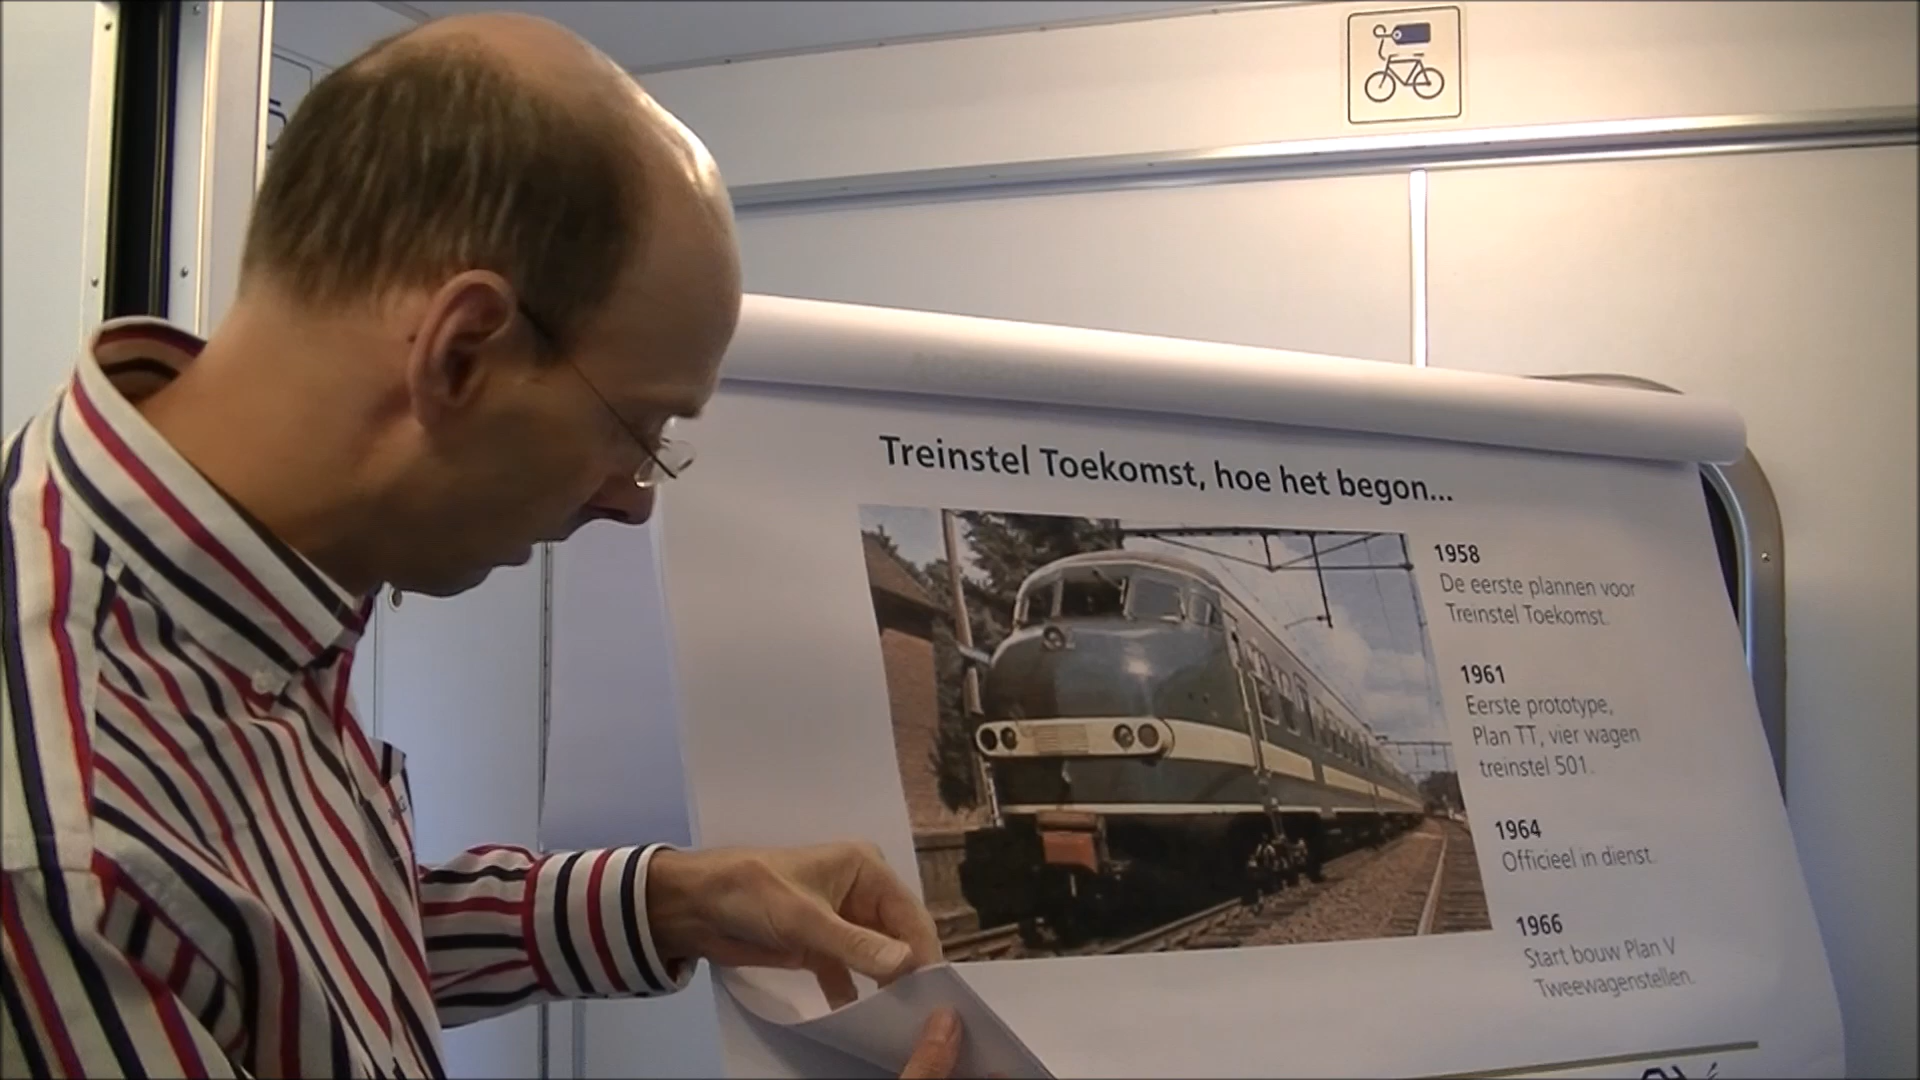 Treinstel Toekomst, hoe het begon...
1958
De eerste plannen voor
Treinstel Toekomst.
1961
Eerste prototype,
Plan TT, vier wagen
treinstel 501.
1964
Officieel in dienst.
1966
Start bouw Plan V
Tweewagenstellen.